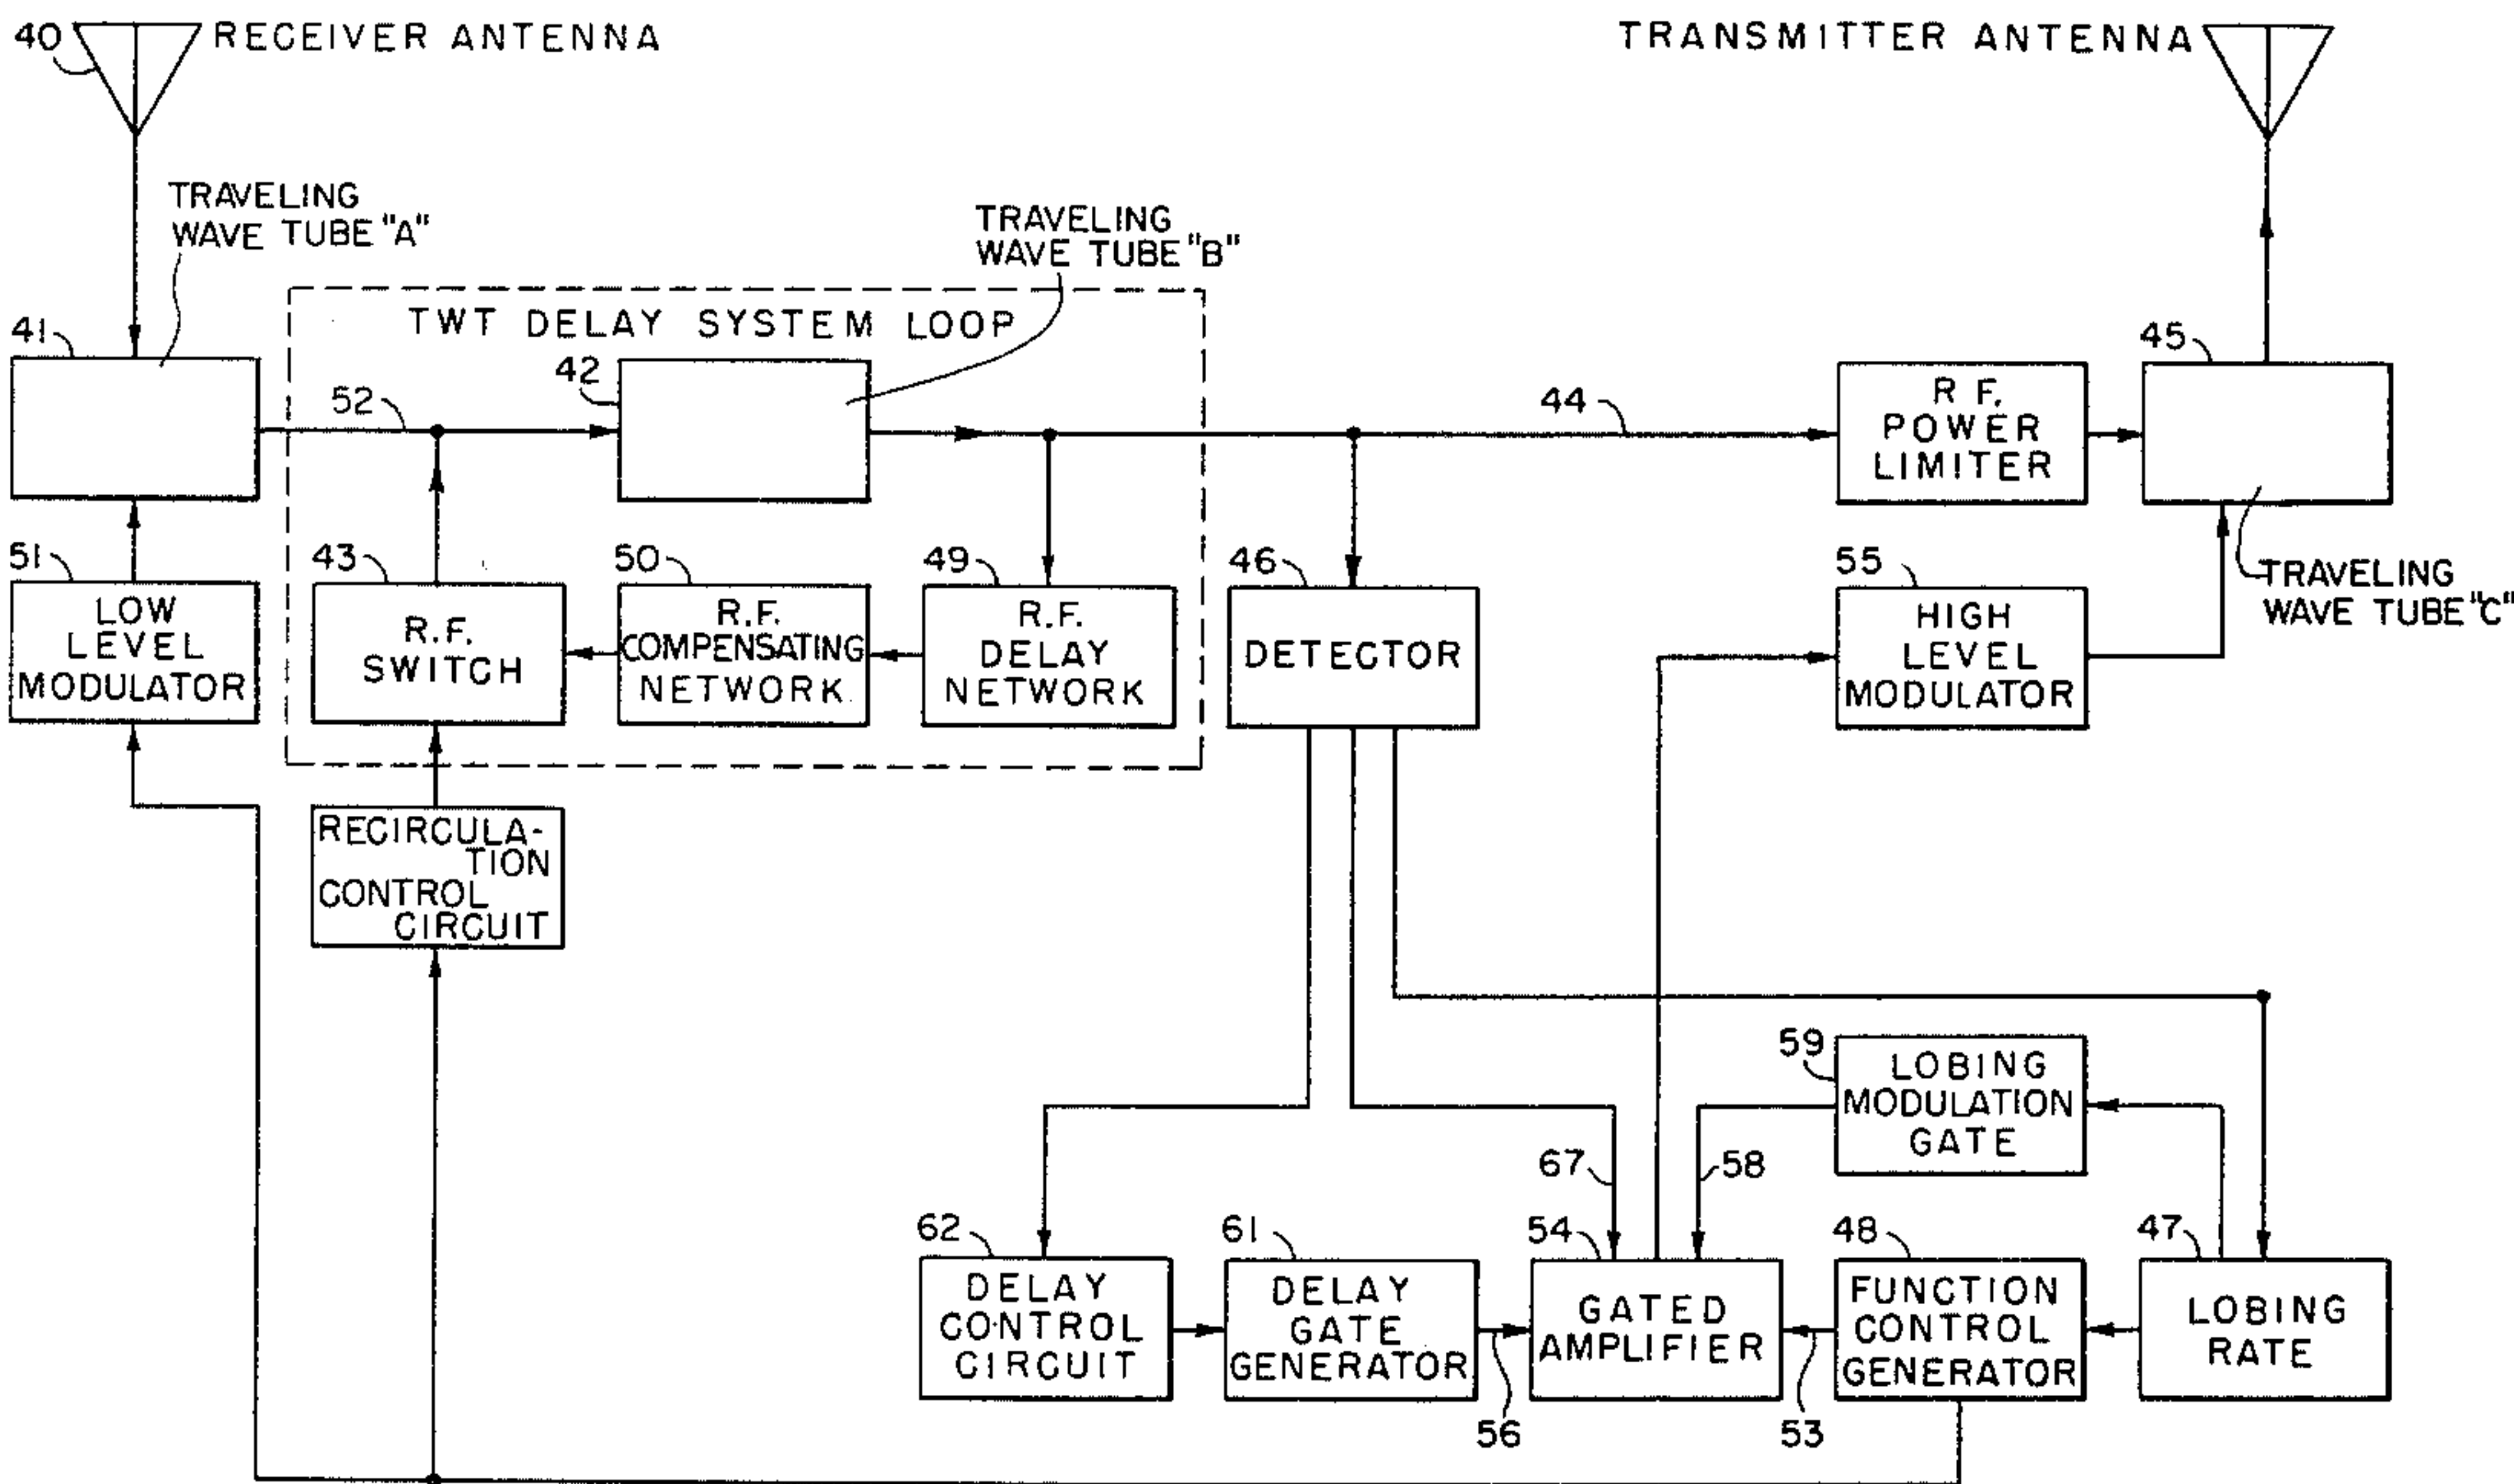 40
RECEIVER ANTENNA
TRANSMITTER ANTENNA
TRAVELING
WAVE TUBE "A"
TRAVELING
WAVE TUBE "B"
TWT DELAY SYSTEM LOOP
41
52
42
44
R.F.
POWER
LIMITER
45
51
LOW
LEVEL
MODULATOR
43
R.F.
SWITCH
50
R.F.
COMPENSATING
NETWORK
49
R.F.
DELAY
NETWORK
46
DETECTOR
55
HIGH
LEVEL
MODULATOR
TRAVELING
WAVE TUBE "C"
RECIRCULA-
TION
CONTROL
CIRCUIT
59
LOBING
MODULATION
GATE
67
58
62
DELAY
CONTROL
CIRCUIT
61
DELAY
GATE
GENERATOR
54
GATED
AMPLIFIER
48
FUNCTION
CONTROL
GENERATOR
47
LOBING
RATE
56
53